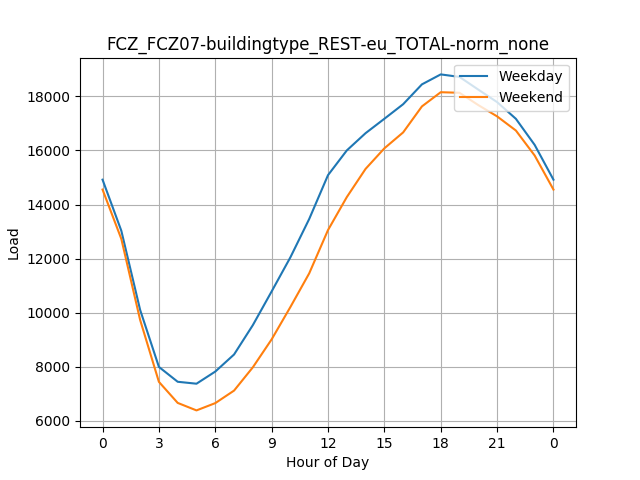 FCZ_FCZ07-buildingtype_REST-eu_TOTAL-norm_none
Weekday
Weekend
18000
16000
14000
12000
10000
8000
6000
Load
0 3 6 9 12 15 18 21 0
Hour of Day